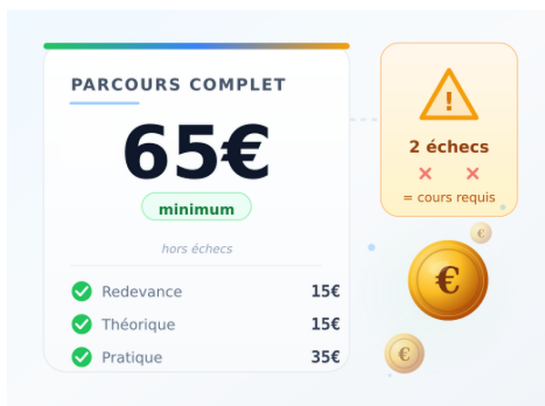 PARCOURS COMPLET
65€
minimum
hors échecs
Redevance 15€
Théorique 15€
Pratique 35€
!
2 échecs
× ×
= cours requis
€
€
€